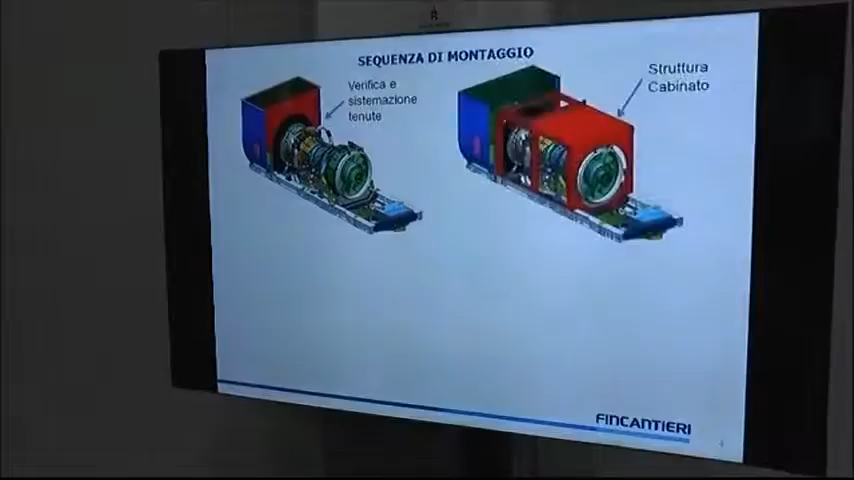 SEQUENZA DI MONTAGGIO
Verifica e
sistemazione
tenute
Struttura
Cabinato
FINCANTIERI